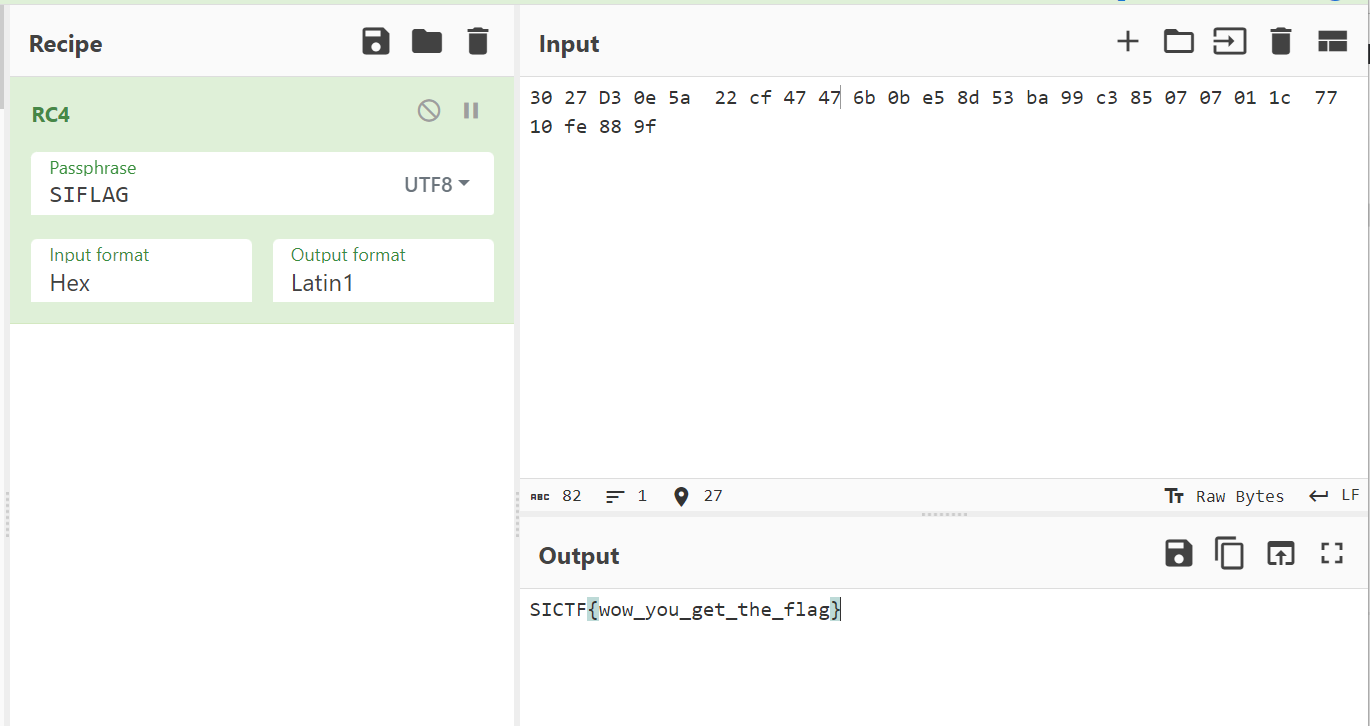 Recipe
RC4
Passphrase
SIFLAG
UTF8
Input format
Hex
Output format
Latin1
Input
30 27 D3 0e 5a  22 cf 47 47 6b 0b e5 8d 53 ba 99 c3 85 07 07 01 1c  77
10 fe 88 9f
ABC 82 1 27 Tт Raw Bytes LF
Output
SICTF{wow_you_get_the_flag}